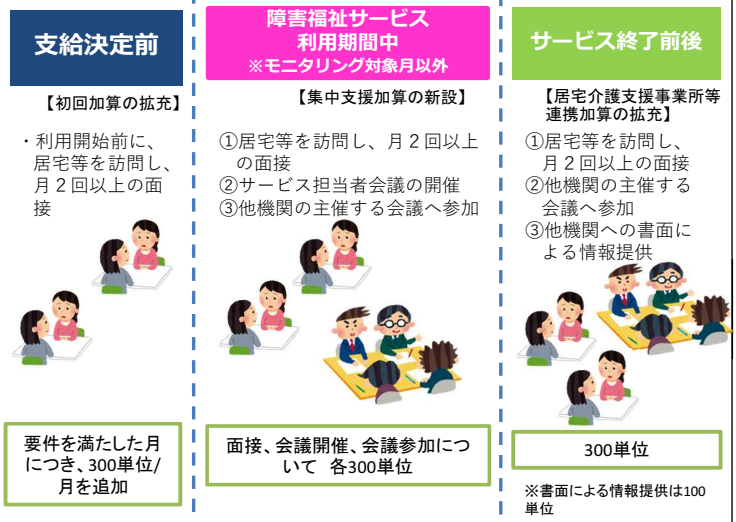 支給決定前
【初回加算の拡充】
・利用開始前に、
居宅等を訪問し、
月２回以上の面
接
要件を満たした月
につき、300単位/
月を追加
障害福祉サービス
利用期間中
※モニタリング対象月以外
【集中支援加算の新設】
①居宅等を訪問し、月２回以上
の面接
②サービス担当者会議の開催
③他機関の主催する会議へ参加
面接、会議開催、会議参加につ
いて　各300単位
サービス終了前後
【居宅介護支援事業所等
連携加算の拡充】
①居宅等を訪問し、
月２回以上の面接
②他機関の主催する
会議へ参加
③他機関への書面に
よる情報提供
300単位
※書面による情報提供は100
単位